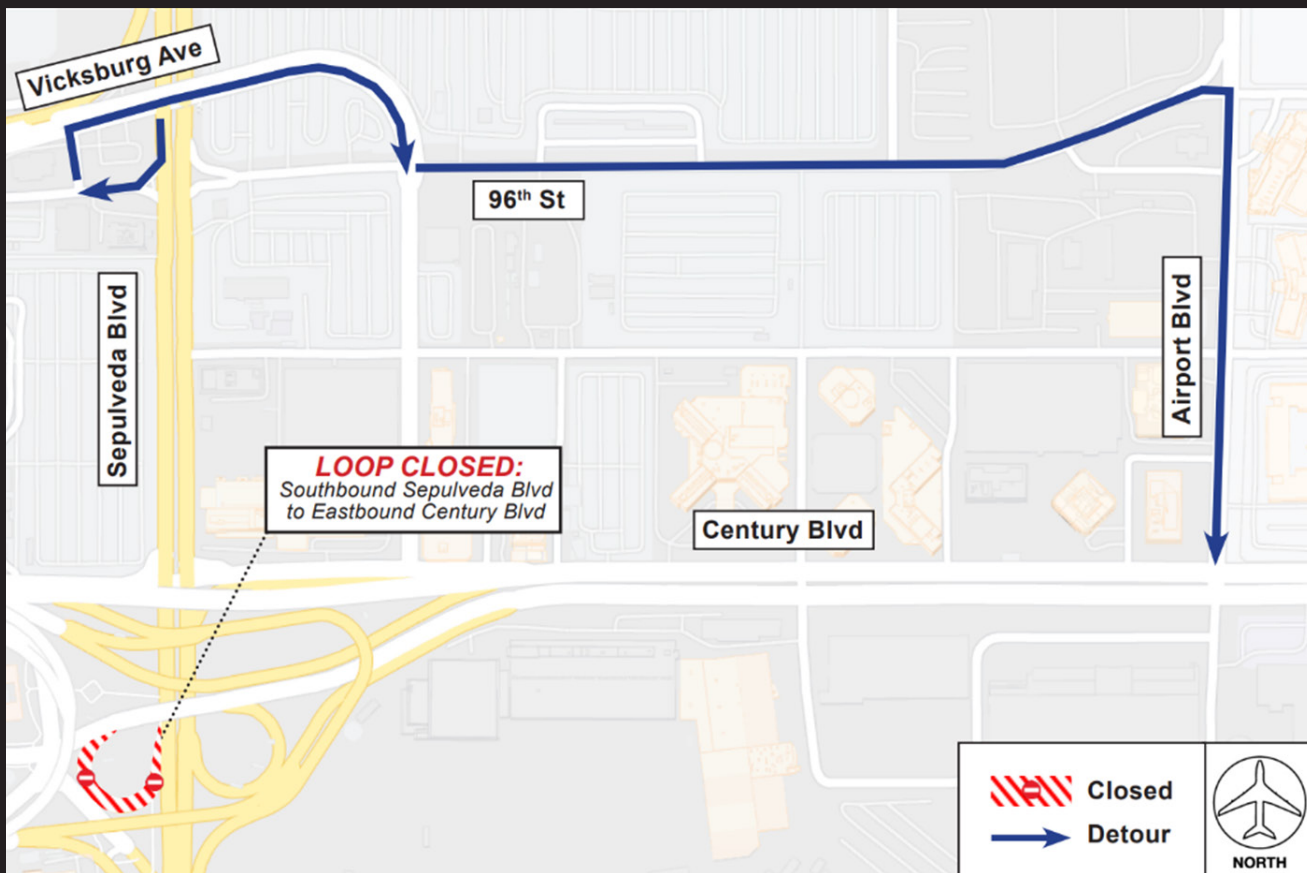 Vicksburg Ave
96th St
Sepulveda Blvd
Airport Blvd
LOOP CLOSED:
Southbound Sepulveda Blvd
to Eastbound Century Blvd
Century Blvd
Closed
Detour
NORTH